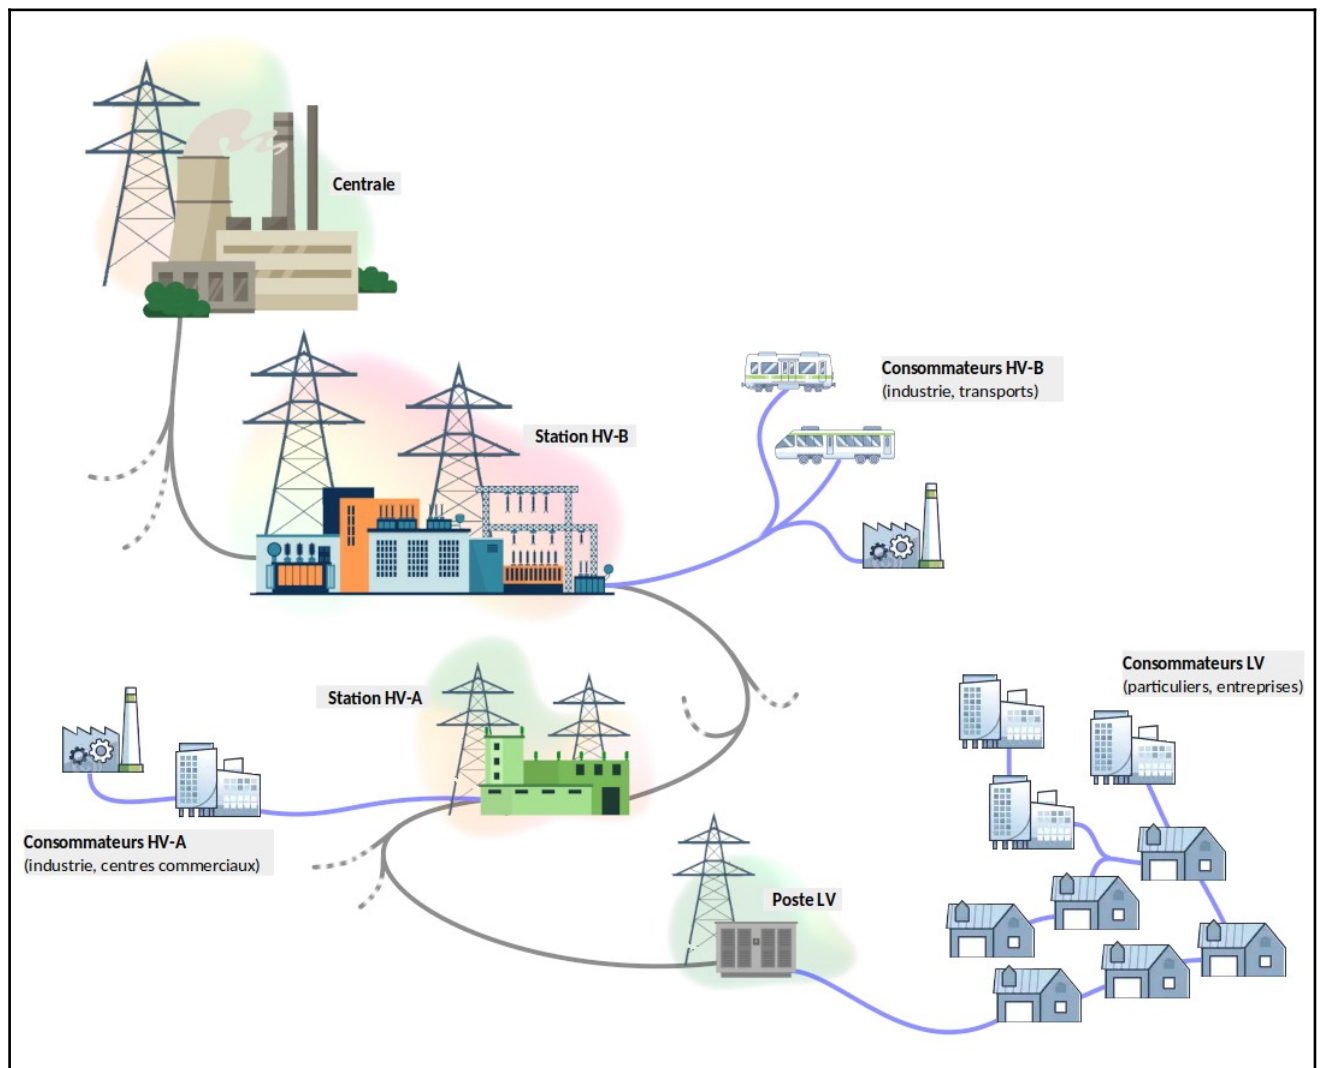 Centrale
Station HV-B
Consommateurs HV-B
(industrie, transports)
Station HV-A
Consommateurs LV
(particuliers, entreprises)
Consommateurs HV-A
(industrie, centres commerciaux)
Poste LV